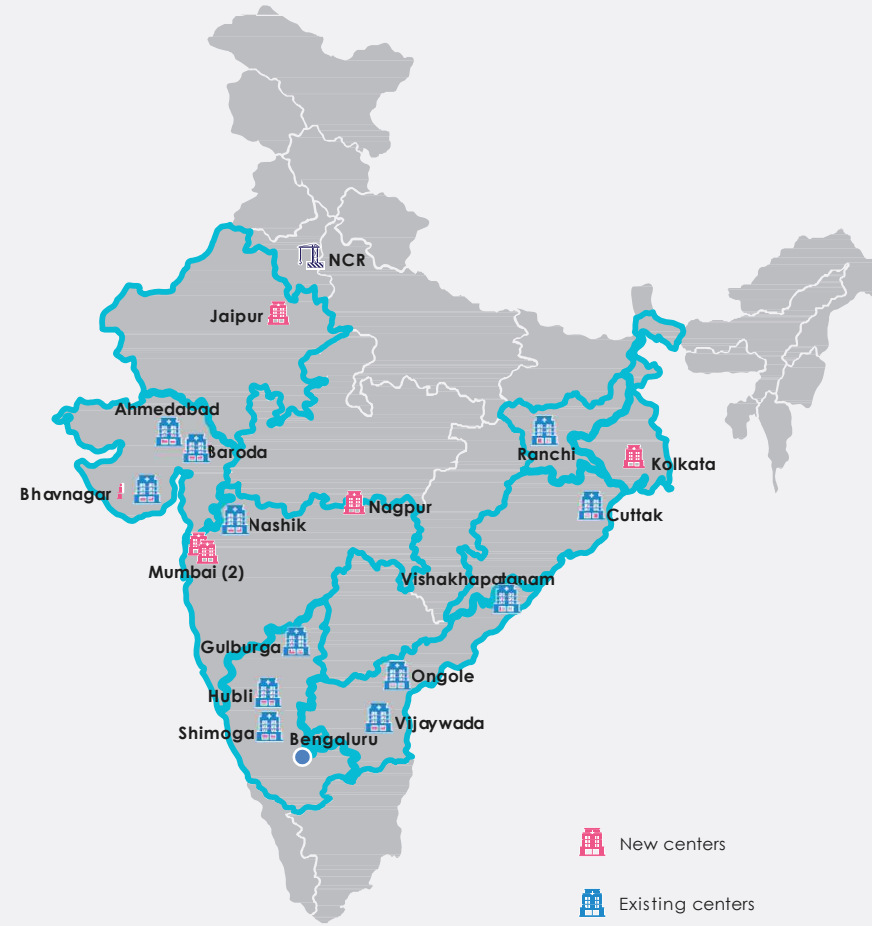 NCR
Jaipur
Ahmedabad
Baroda
Ranchi
Kolkata
Bhavnagar
Nagpur
Nashik
Cuttak
Mumbai (2)
Vishakhapatanam
Gulburga
Ongole
Hubli
Vijaywada
Shimoga
Bengaluru
New centers
Existing centers